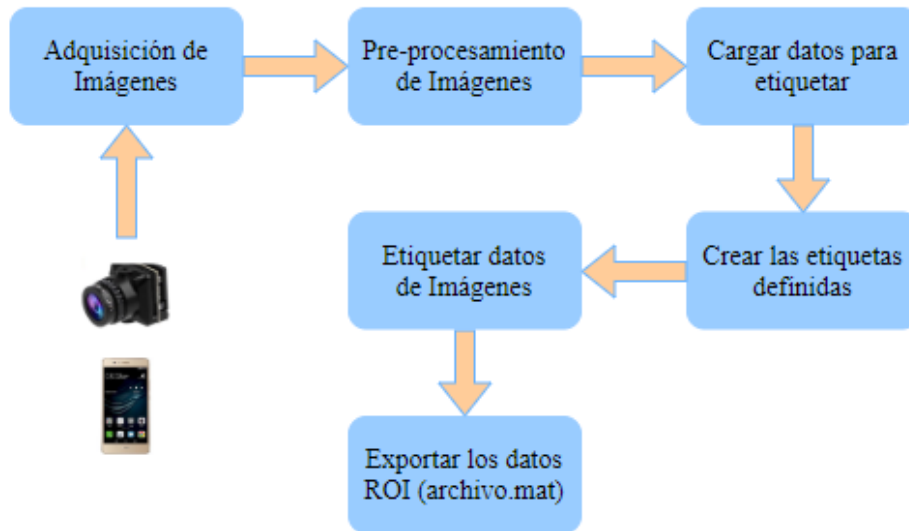 Adquisición de
Imágenes
Pre-procesamiento
de Imágenes
Cargar datos para
etiquetar
Crear las etiquetas
definidas
Etiquetar datos
de Imágenes
Exportar los datos
ROI (archivo.mat)